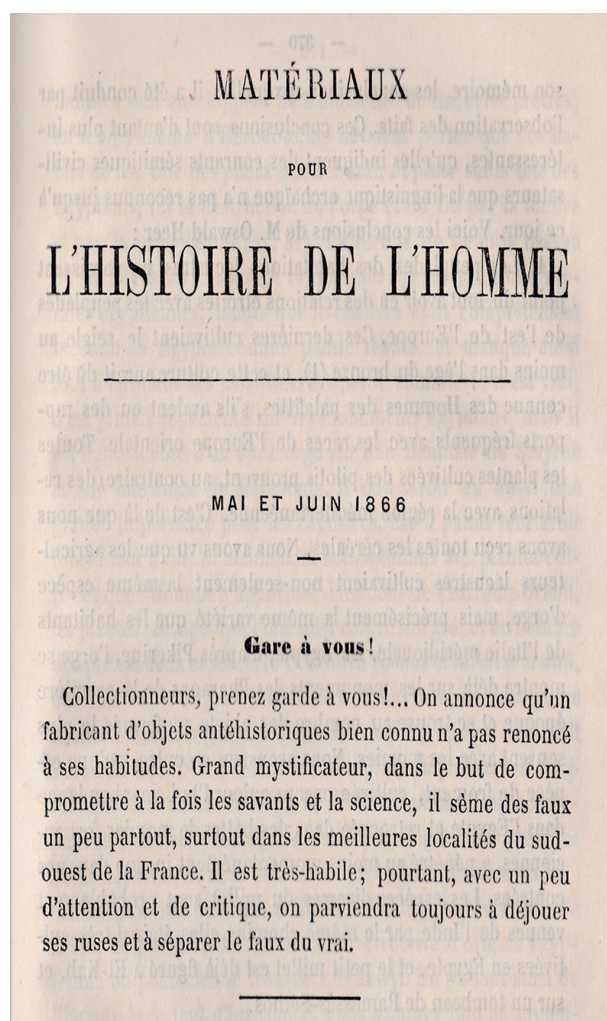 MATÉRIAUX
POUR
L'HISTOIRE DE L'HOMME
MAI ET JUIN 1866
Gare à vous!
Collectionneurs, prenez garde à vous!... On annonce qu'un
fabricant d'objets antéhistoriques bien connu n'a pas renoncé
à ses habitudes. Grand mystificateur, dans le but de com-
promettre à la fois les savants et la science, il sème des faux
un peu partout, surtout dans les meilleures localités du sud-
ouest de la France. Il est très-habile; pourtant, avec un peu
d'attention et de critique, on parviendra toujours à déjouer
ses ruses et à séparer le faux du vrai.